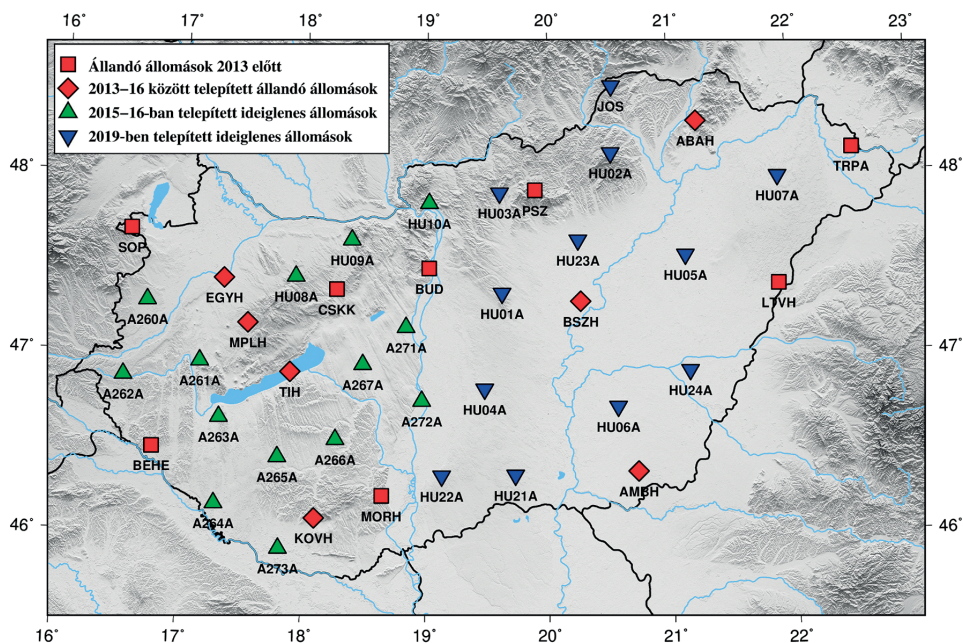 16˚ 17˚ 18˚ 19˚ 20˚ 21˚ 22˚ 23˚
Állandó állomások 2013 előtt
2013–16 között telepített állandó állomások
2015–16-ban telepített ideiglenes állomások
2019-ben telepített ideiglenes állomások
JOS
ABAH
48˚ 48˚
TRPA
HU02A
HU07A
HU03A PSZ
HU10A
SOP
HU09A
HU23A
HU05A
BUD
EGYH HU08A
CSKK
LTVH
A260A
HU01A
BSZH
MPLH
A271A
47˚ 47˚
A261A
A267A
A262A
TIH
HU24A
HU04A
A272A
HU06A
A263A
A266A
BEHE
A265A
AMBH
HU22A HU21A
MORH
A264A
46˚ 46˚
KOVH
A273A
16˚ 17˚ 18˚ 19˚ 20˚ 21˚ 22˚